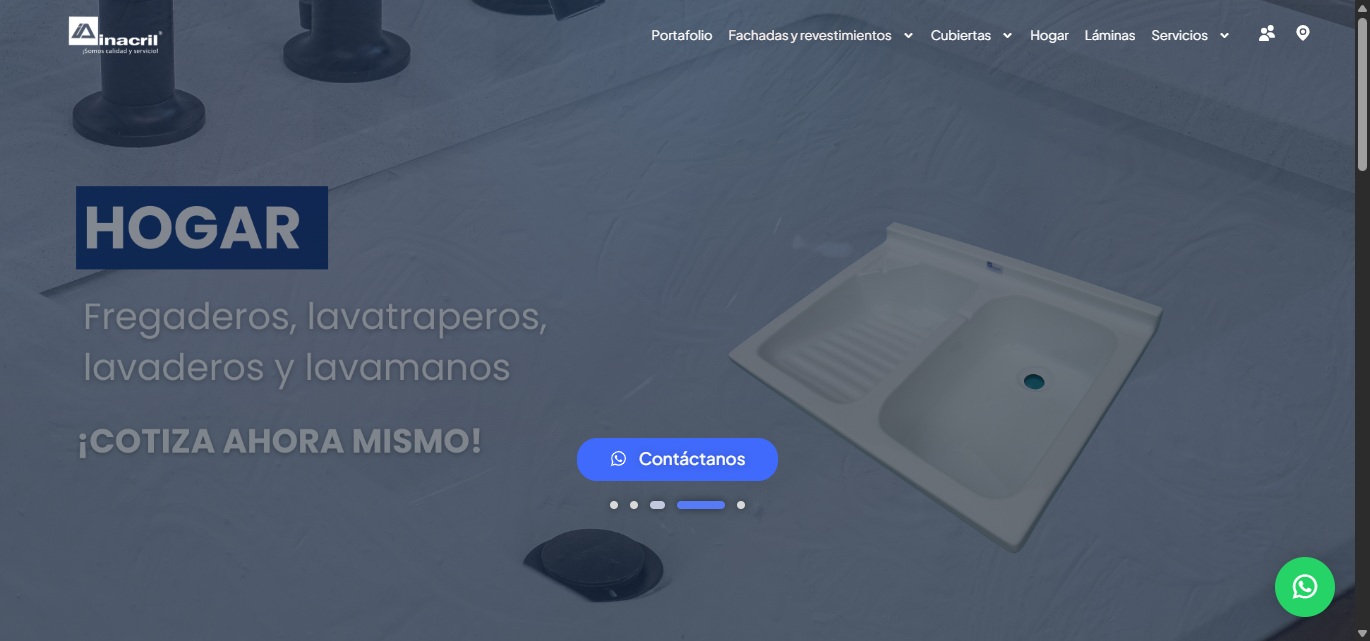 inacril®
¡Somos calidad y servicio!
Portafolio Fachadas y revestimientos Cubiertas Hogar Láminas Servicios
HOGAR
Fregaderos, lavatraperos,
lavaderos y lavamanos
¡COTIZA AHORA MISMO!
Contáctanos